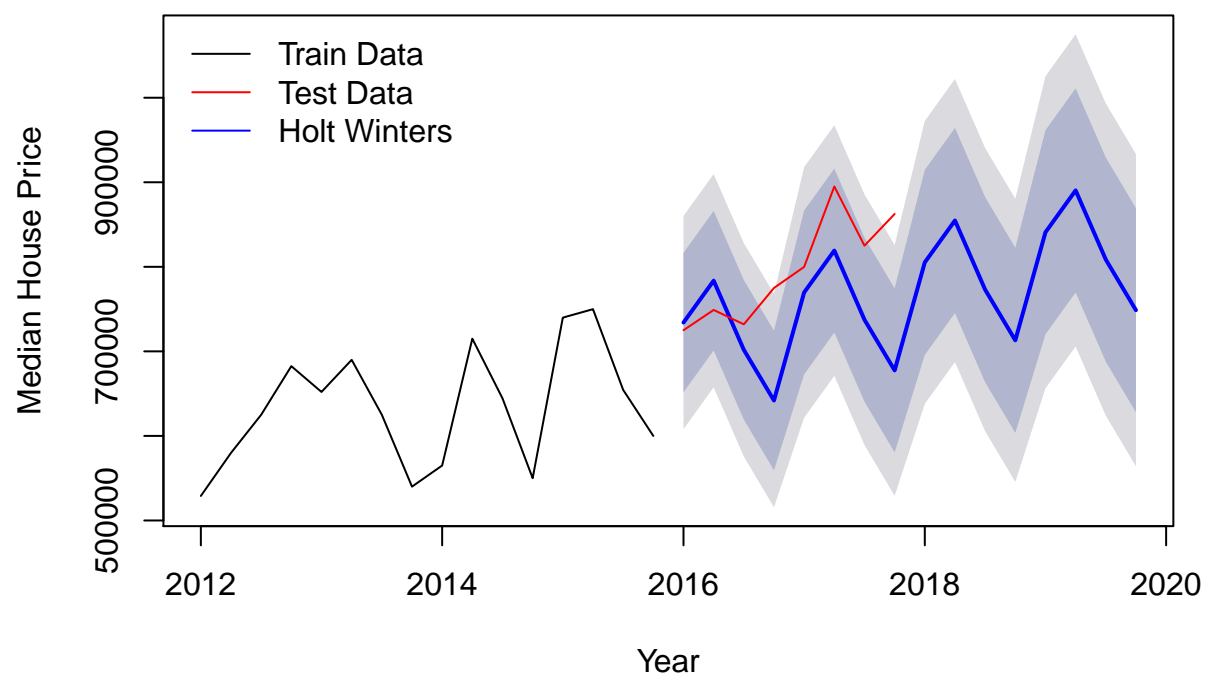 Train Data
Test Data
Holt Winters
Median House Price
900000
700000
500000
2012 2014 2016 2018 2020
Year